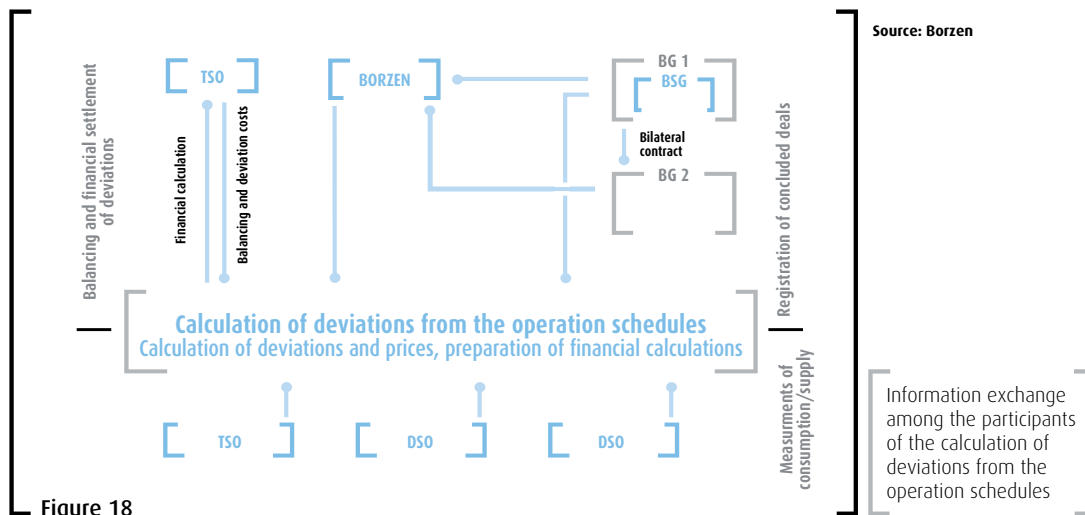 Source: Borzen
TSO
BORZEN
BG 1
BSG
Bilateral
contract
BG 2
Balancing and financial settlement
of deviations
Financial calculation
Balancing and deviation costs
Registration of concluded deals
Calculation of deviations from the operation schedules
Calculation of deviations and prices, preparation of financial calculations
TSO
DSO
DSO
Measurments of
consumption/supply
Information exchange
among the participants
of the calculation of
deviations from the
operation schedules
Figure 18